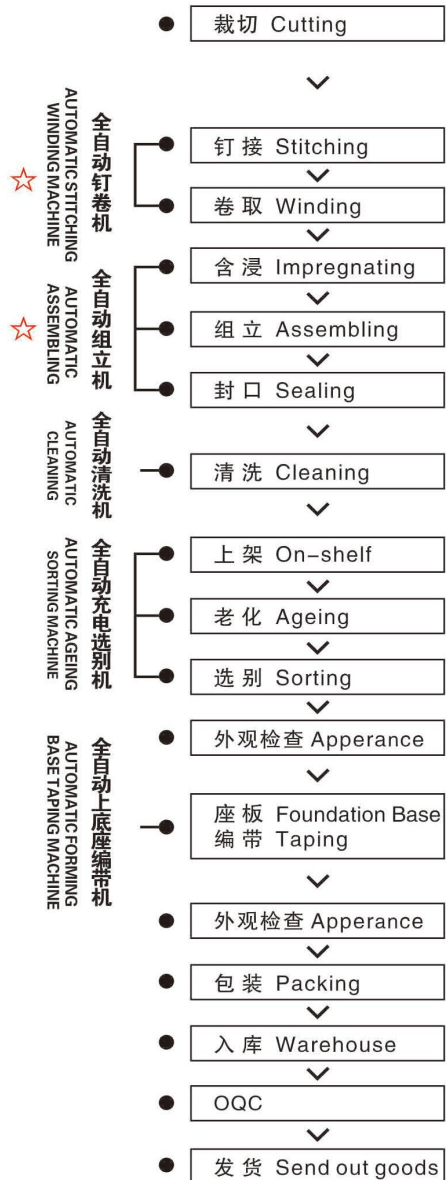 裁切 Cutting
全自动钉卷机
AUTOMATIC STITCHING
WINDING MACHINE
钉接 Stitching
卷取 Winding
全自动组立机
AUTOMATIC
ASSEMBLING
含浸 Impregnating
组立 Assembling
封口 Sealing
全自动清洗机
AUTOMATIC
CLEANING
清洗 Cleaning
全自动充电选别机
AUTOMATIC AGEING
SORTING MACHINE
上架 On-shelf
老化 Ageing
选别 Sorting
外观检查 Apperance
全自动上底座编带机
AUTOMATIC FORMING
BASE TAPING MACHINE
座板 Foundation Base
编带 Taping
外观检查 Apperance
包装 Packing
入库 Warehouse
OQC
发货 Send out goods